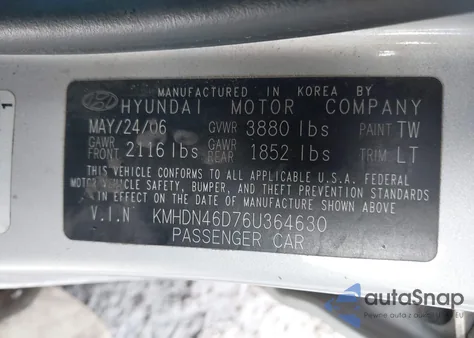 MANUFACTURED IN KOREA BY
HYUNDAI MOTOR COMPANY
MAY/24/06 GVWR 3880 lbs PAINT TW
GAWR FRONT 2116 lbs GAWR REAR 1852 lbs TRIM LT
THIS VEHICLE CONFORMS TO ALL APPLICABLE U.S.A. FEDERAL
MOTOR VEHICLE SAFETY, BUMPER, AND THEFT PREVENTION STANDARDS
IN EFFECT ON THE DATE OF MANUFACTURE SHOWN ABOVE.
V.I.N KMHDN46D76U364630
PASSENGER CAR
1
autoSnap